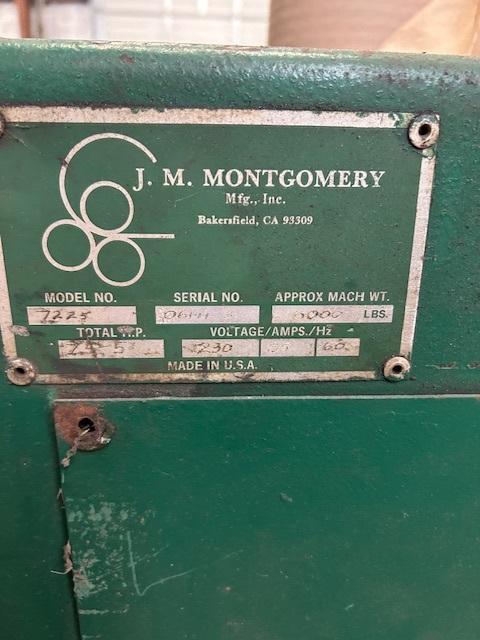 J. M. MONTGOMERY
Mfg., Inc.
Bakersfield, CA 93309
MODEL NO. SERIAL NO. APPROX MACH WT.
7225 LBS.
TOTAL H.P. VOLTAGE/AMPS./Hz
230 60
MADE IN U.S.A.